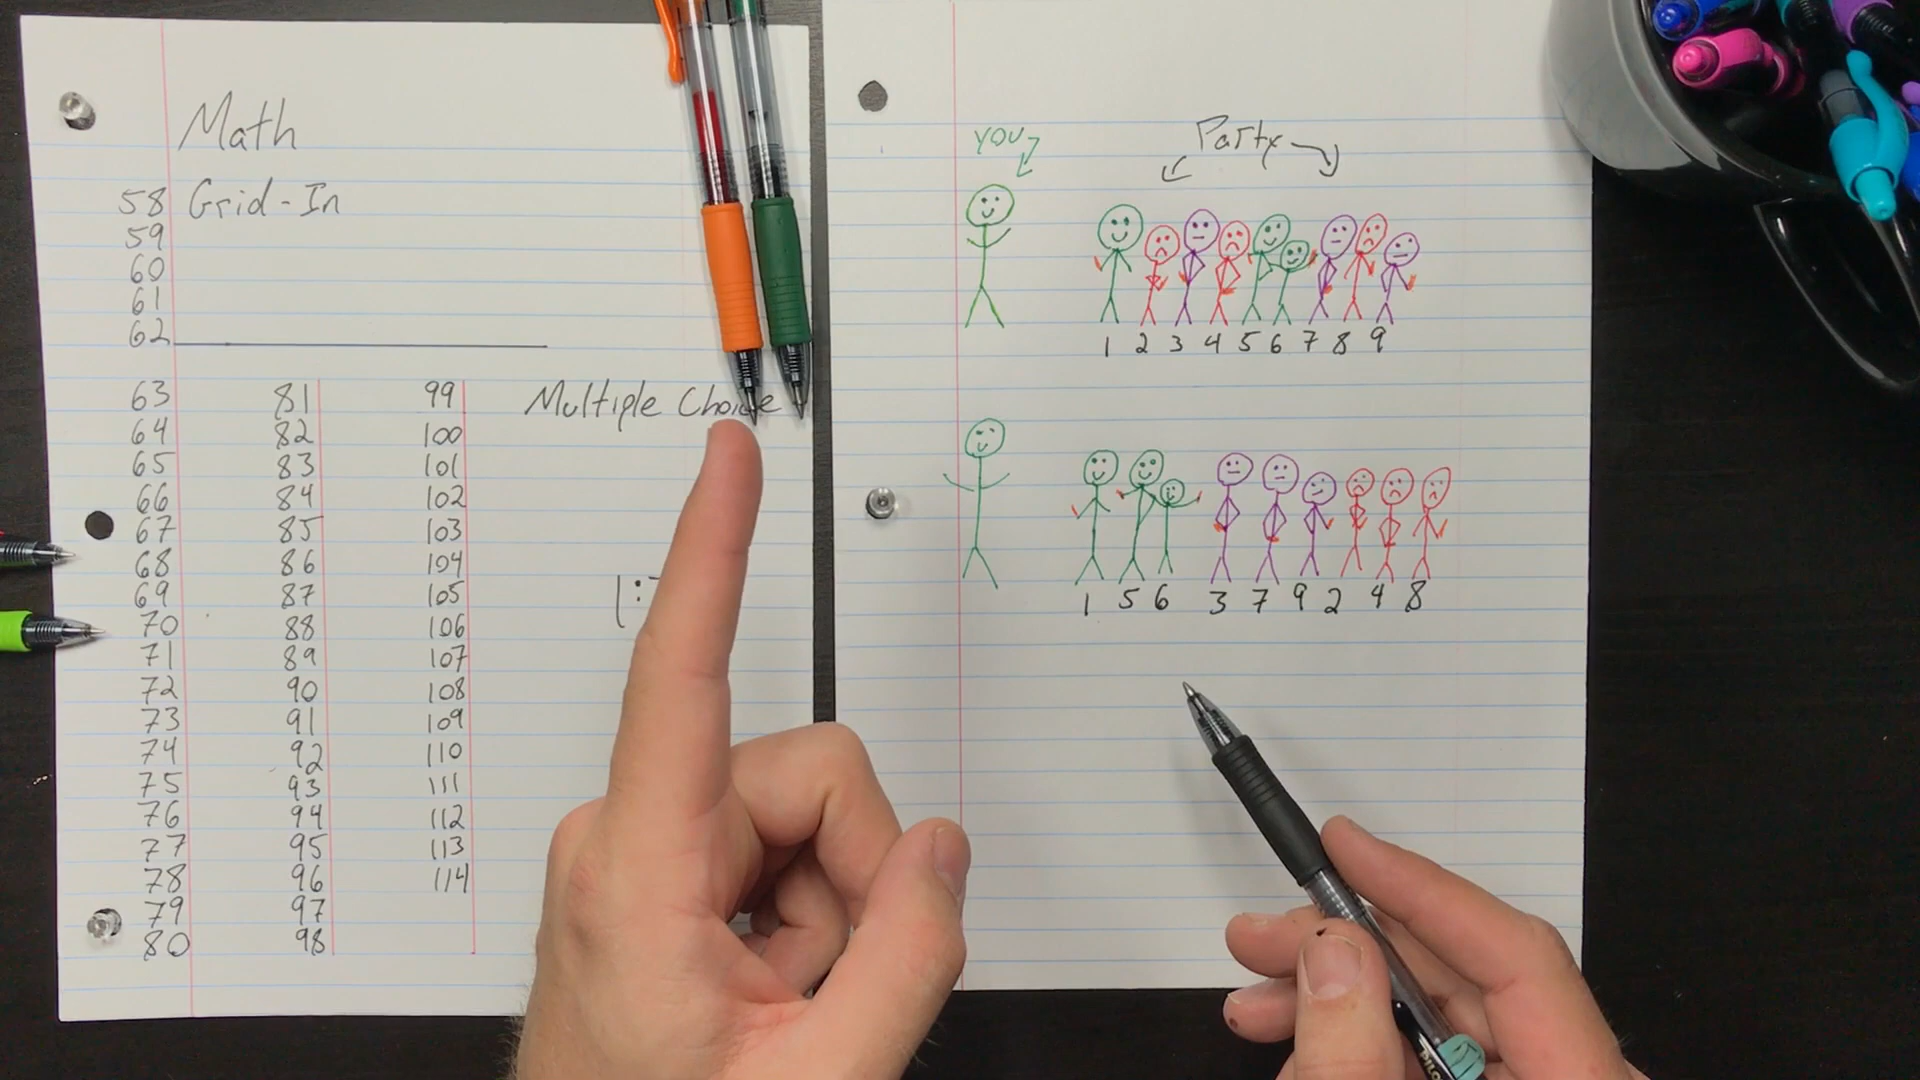 Math
58 Grid-In
59
60
61
62
63 81 99 Multiple Choice
64 82 100
65 83 101
66 84 102
67 85 103
68 86 104
69 87 105
70 88 106
71 89 107
72 90 108
73 91 109
74 92 110
75 93 111
76 94 112
77 95 113
78 96 114
79 97
80 98
YOU Party
1 2 3 4 5 6 7 8 9
1 5 6 3 7 9 2 4 8